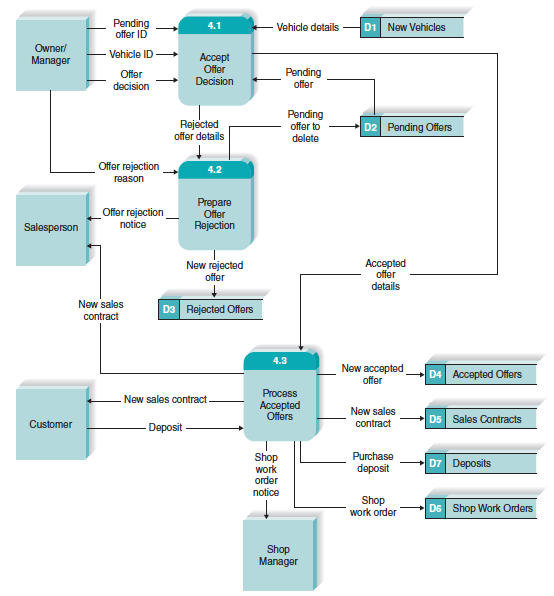 Pending
offer ID
Owner/
Manager
Vehicle ID
Offer
decision
4.1
Accept
Offer
Decision
Vehicle details
D1 New Vehicles
Pending
offer
Rejected
offer details
Pending
offer to
delete
D2 Pending Offers
Offer rejection
reason
4.2
Prepare
Offer
Rejection
Salesperson
Offer rejection
notice
New rejected
offer
Accepted
offer
details
New sales
contract
D3 Rejected Offers
4.3
Process
Accepted
Offers
New accepted
offer
D4 Accepted Offers
Customer
New sales contract
Deposit
New sales
contract
D5 Sales Contracts
Shop
work
order
notice
Purchase
deposit
D7 Deposits
Shop
work order
D6 Shop Work Orders
Shop
Manager